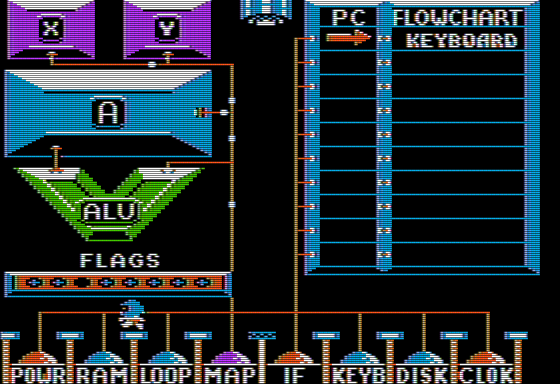 X Y
PC FLOWCHART
KEYBOARD
A
ALU
FLAGS
POWR RAM LOOP MAP IF KEYB DISK CLOK